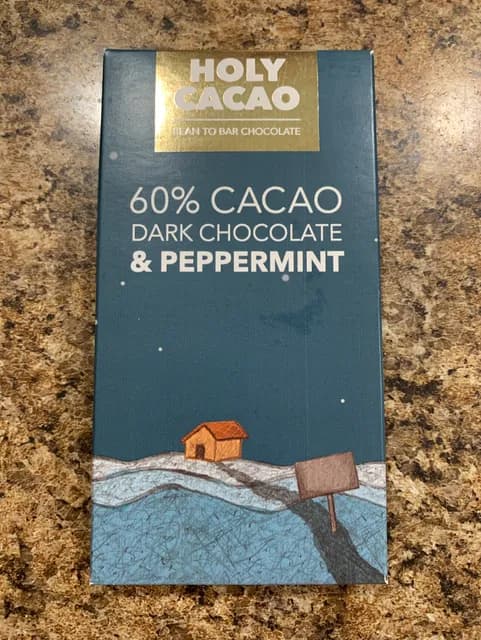 HOLY
CACAO
BEAN TO BAR CHOCOLATE
60% CACAO
DARK CHOCOLATE
& PEPPERMINT